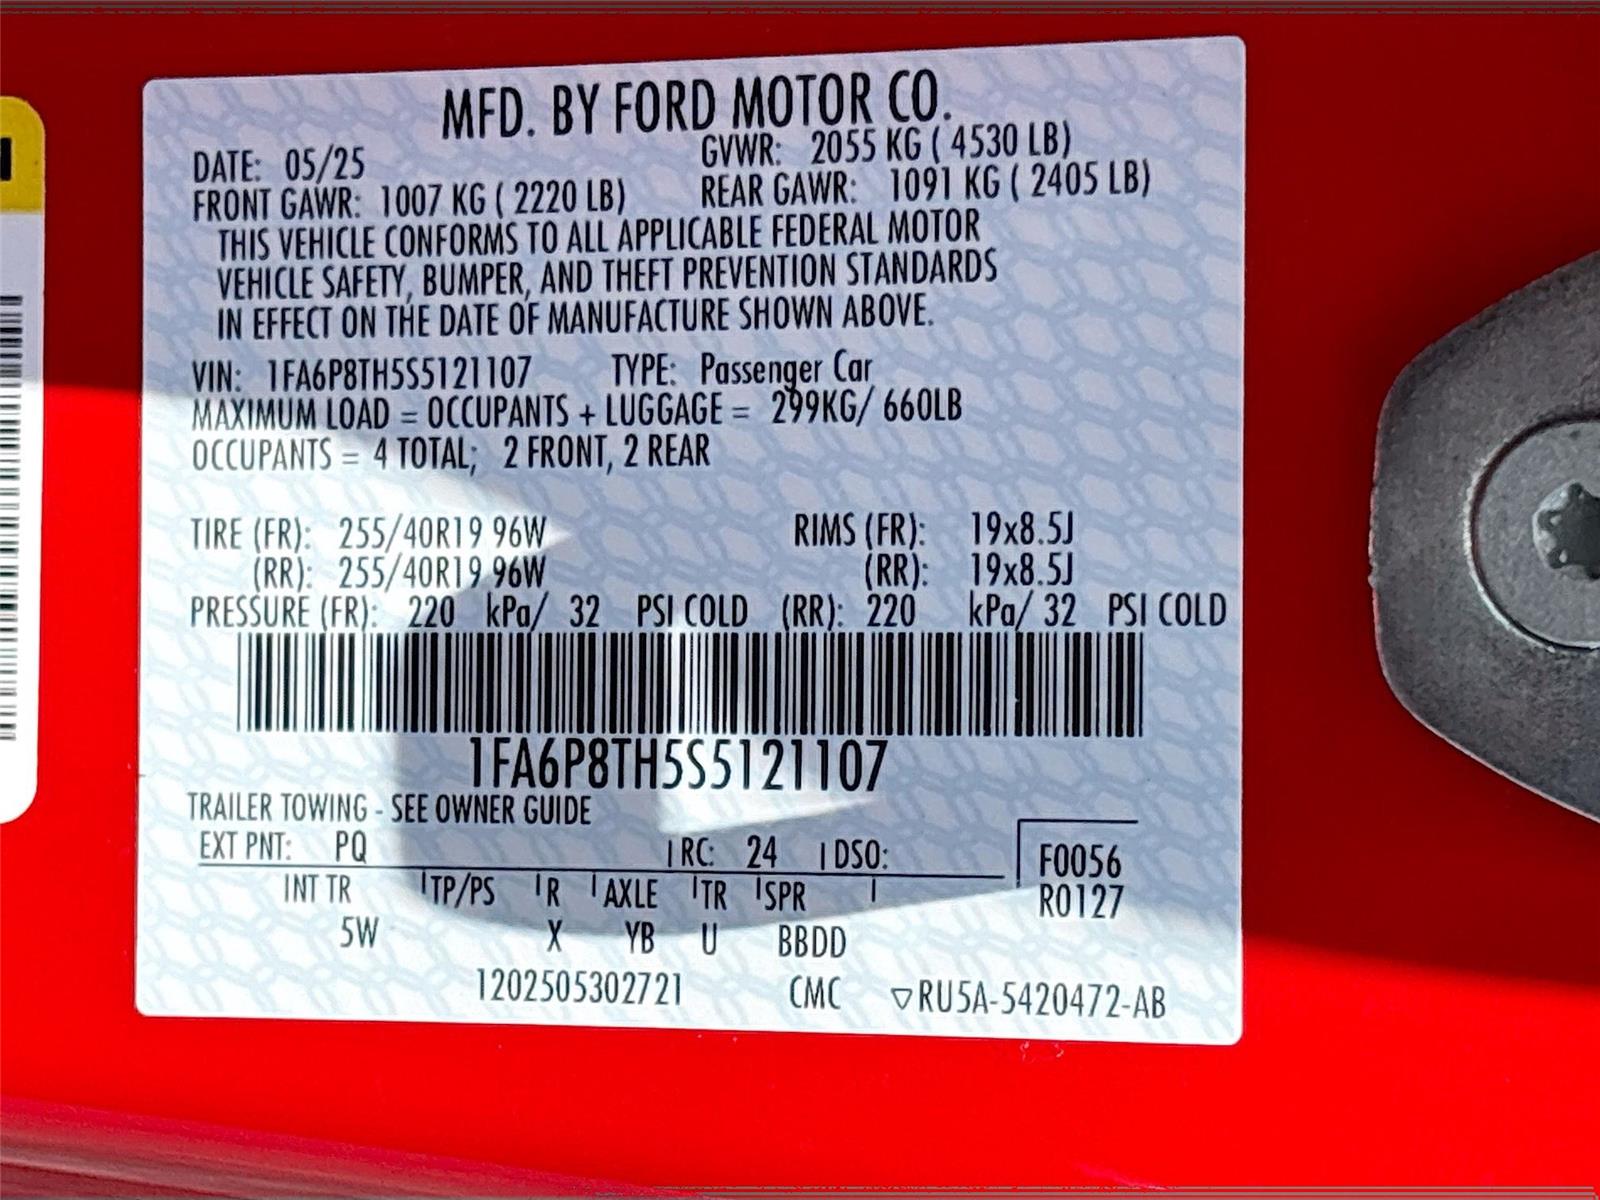 MFD. BY FORD MOTOR CO.
DATE: 05/25 GVWR: 2055 KG ( 4530 LB)
FRONT GAWR: 1007 KG ( 2220 LB) REAR GAWR: 1091 KG ( 2405 LB)
THIS VEHICLE CONFORMS TO ALL APPLICABLE FEDERAL MOTOR
VEHICLE SAFETY, BUMPER, AND THEFT PREVENTION STANDARDS
IN EFFECT ON THE DATE OF MANUFACTURE SHOWN ABOVE.
VIN: 1FA6P8TH5S5121107 TYPE: Passenger Car
MAXIMUM LOAD = OCCUPANTS + LUGGAGE = 299KG/ 660LB
OCCUPANTS = 4 TOTAL; 2 FRONT, 2 REAR
TIRE (FR): 255/40R19 96W RIMS (FR): 19x8.5J
(RR): 255/40R19 96W (RR): 19x8.5J
PRESSURE (FR): 220 kPa/ 32 PSI COLD (RR): 220 kPa/ 32 PSI COLD
1FA6P8TH5S5121107
TRAILER TOWING - SEE OWNER GUIDE
EXT PNT: PQ RC: 24 DSO: F0056
INT TR TP/PS R AXLE TR SPR R0127
5W X YB U BBDD
1202505302721 CMC ▽RU5A-5420472-AB